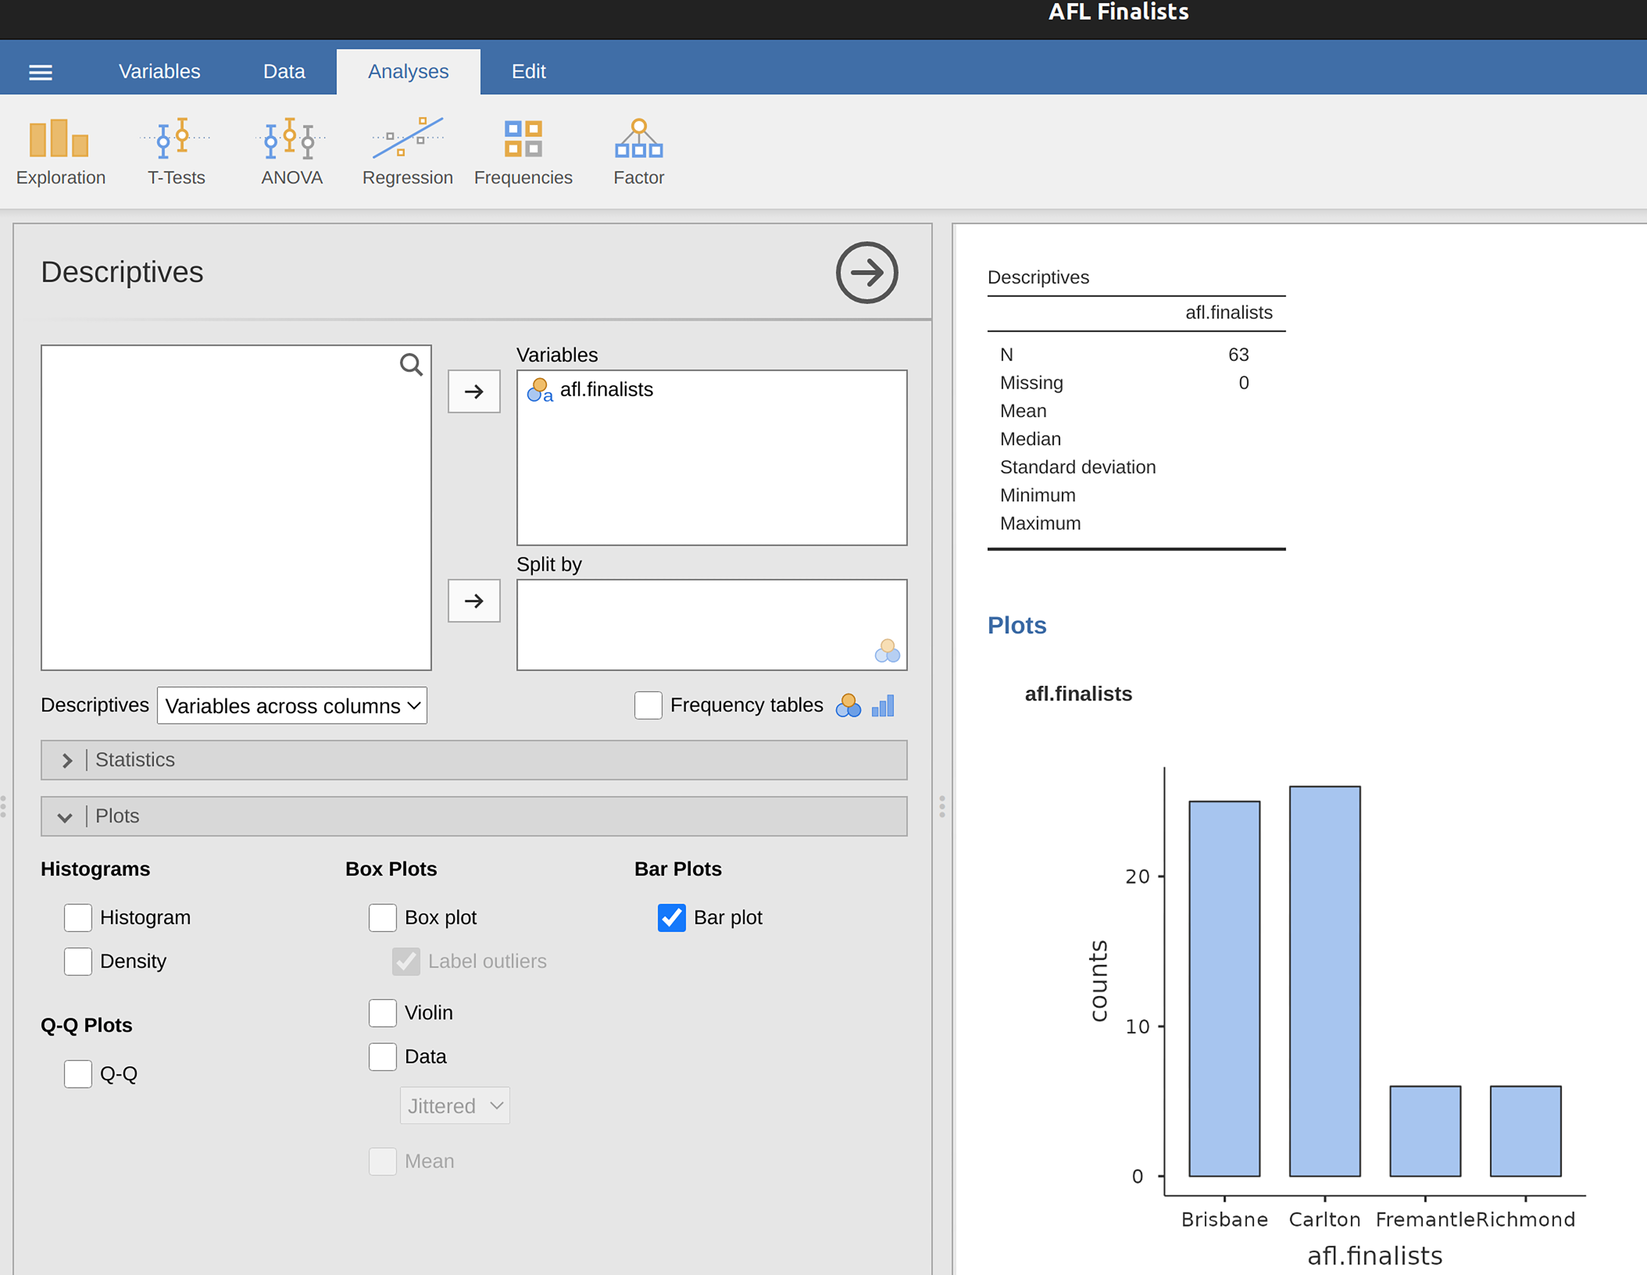 AFL Finalists
Variables Data Analyses Edit
Exploration T-Tests ANOVA Regression Frequencies Factor
Descriptives
Variables
afl.finalists
Split by
Descriptives Variables across columns Frequency tables
Statistics
Plots
Histograms Box Plots Bar Plots
Histogram Box plot Bar plot
Density Label outliers
Q-Q Plots Violin
Q-Q Data
Jittered
Mean
Descriptives
afl.finalists
N 63
Missing 0
Mean
Median
Standard deviation
Minimum
Maximum
Plots
afl.finalists
20
10
0
counts
Brisbane Carlton Fremantle Richmond
afl.finalists